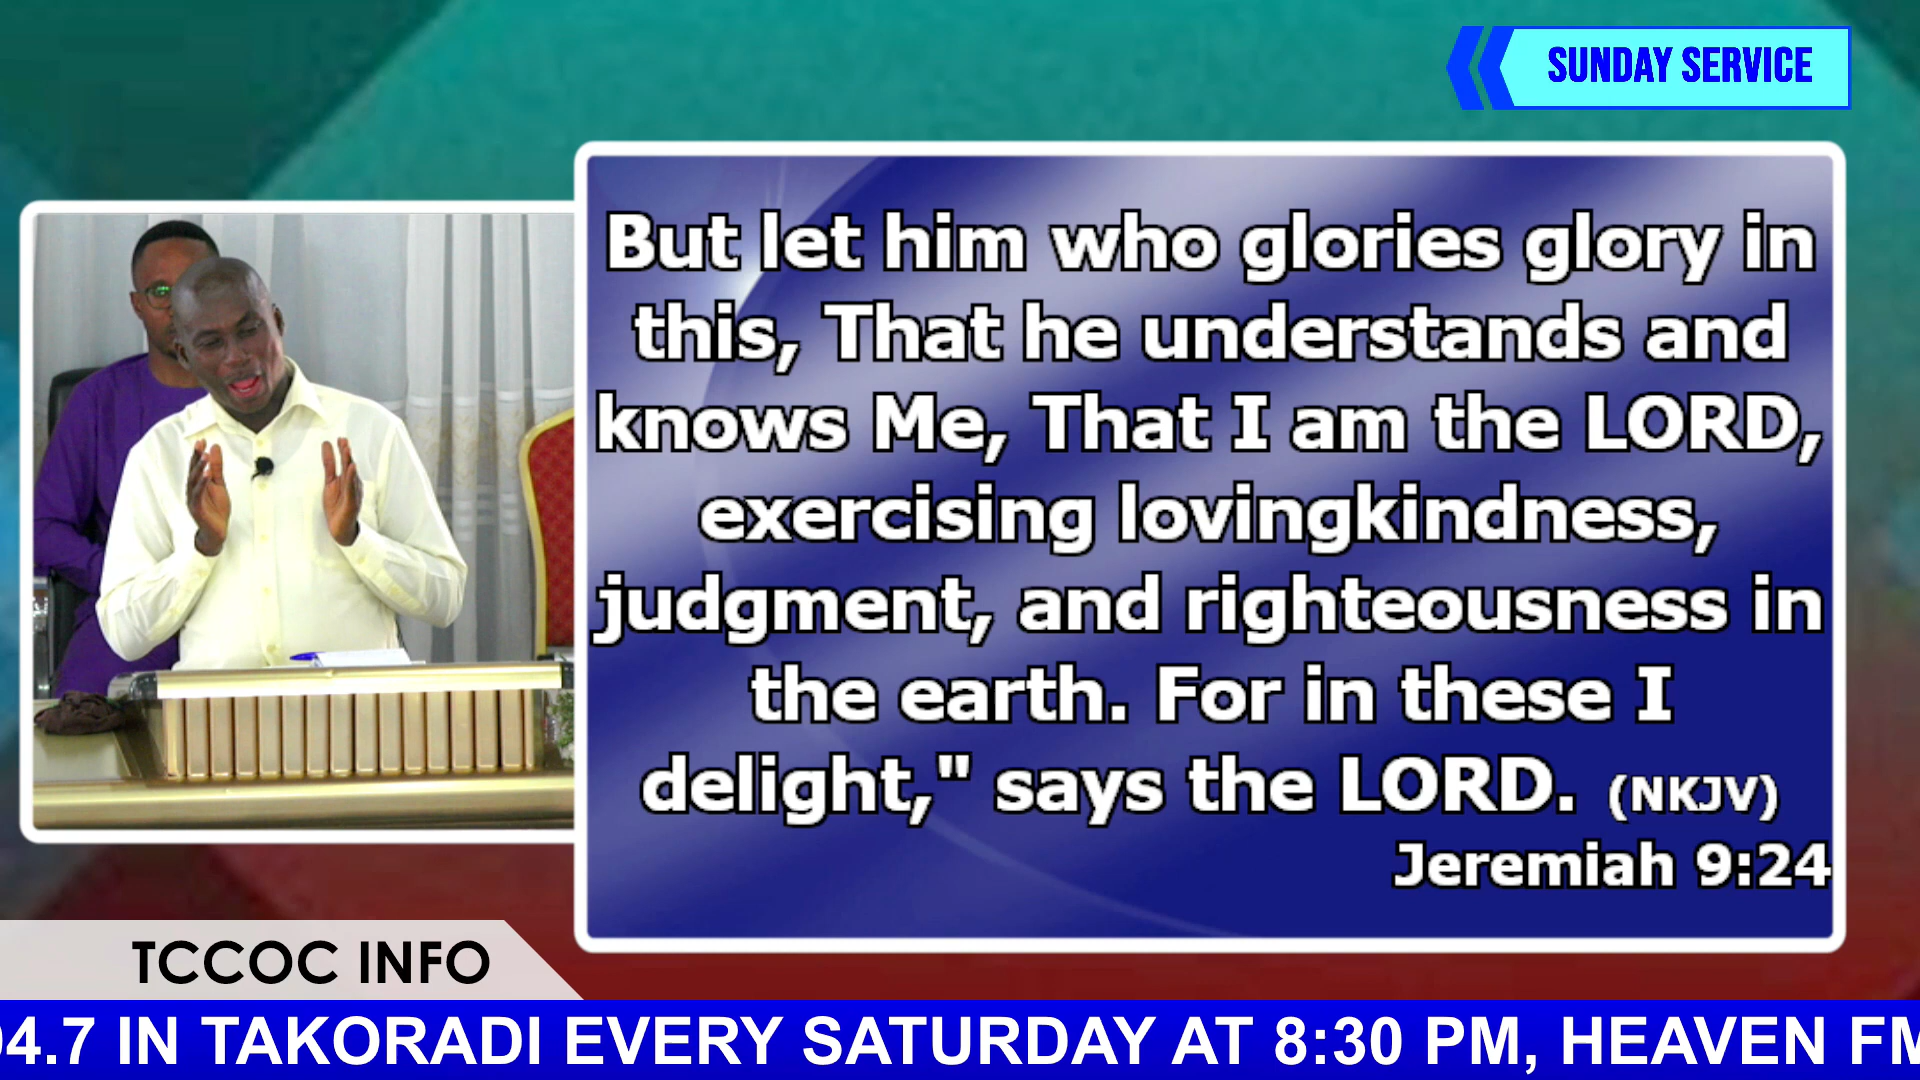 SUNDAY SERVICE
But let him who glories glory in
this, That he understands and
knows Me, That I am the LORD,
exercising lovingkindness,
judgment, and righteousness in
the earth. For in these I
delight," says the LORD. (NKJV)
Jeremiah 9:24
TCCOC INFO
4.7 IN TAKORADI EVERY SATURDAY AT 8:30 PM, HEAVEN FM